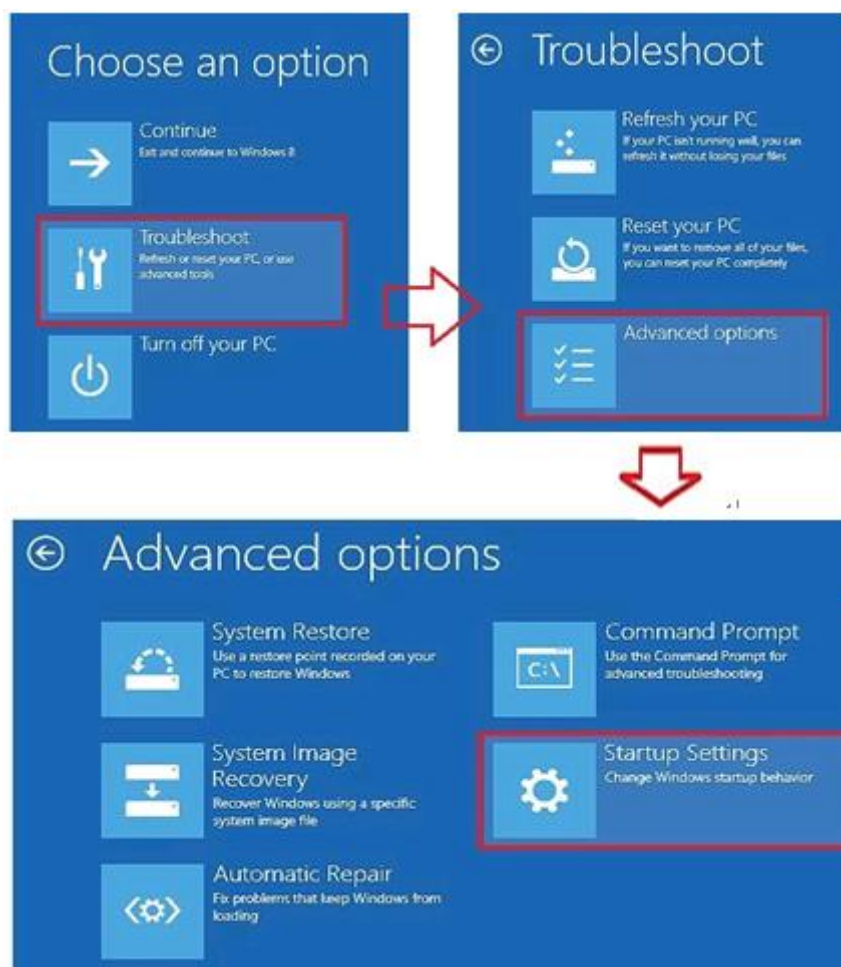 Choose an option
Continue
Exit and continue to Windows 8
Troubleshoot
Refresh or reset your PC, or use
advanced tools
Turn off your PC
Troubleshoot
Refresh your PC
If your PC isn't running well, you can
refresh it without losing your files
Reset your PC
If you want to remove all of your files,
you can reset your PC completely
Advanced options
Advanced options
System Restore
Use a restore point recorded on your
PC to restore Windows
System Image
Recovery
Recover Windows using a specific
system image file
Automatic Repair
Fix problems that keep Windows from
loading
Command Prompt
Use the Command Prompt for
advanced troubleshooting
C:\
Startup Settings
Change Windows startup behavior